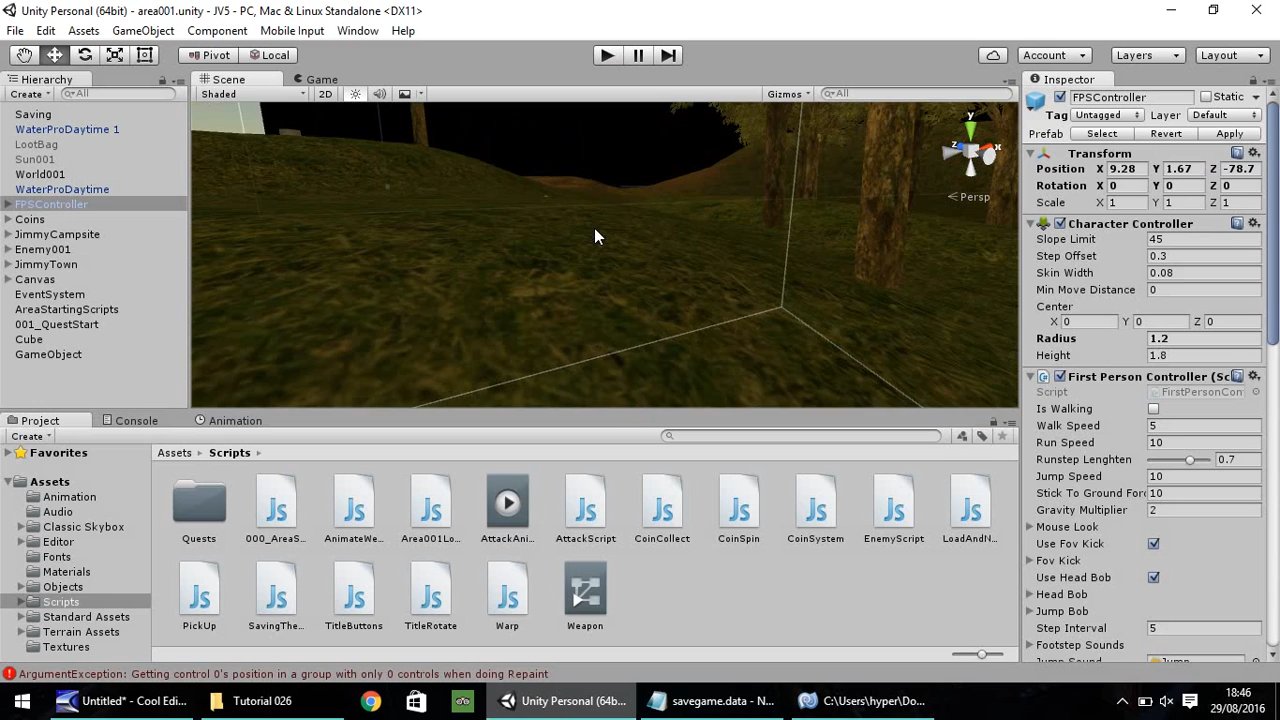 Unity Personal (64bit) - area001.unity - JV5 - PC, Mac & Linux Standalone <DX11>
File Edit Assets GameObject Component Mobile Input Window Help
Pivot Local Account Layers Layout
Hierarchy Scene Game Inspector
Create All Shaded 2D Gizmos All FPSController Static
Tag Untagged Layer Default
Prefab Select Revert Apply
Saving
WaterProDaytime 1
LootBag
Sun001
World001
WaterProDaytime
FPSController
Coins
JimmyCampsite
Enemy001
JimmyTown
Canvas
EventSystem
AreaStartingScripts
001_QuestStart
Cube
GameObject
y
z x
Persp
Transform
Position X 9.28 Y 1.67 Z -78.7
Rotation X 0 Y 0 Z 0
Scale X 1 Y 1 Z 1
Character Controller
Slope Limit 45
Step Offset 0.3
Skin Width 0.08
Min Move Distance 0
Center
X 0 Y 0 Z 0
Radius 1.2
Height 1.8
First Person Controller (Sc
Script FirstPersonCon
Is Walking
Walk Speed 5
Run Speed 10
Runstep Lenghten 0.7
Jump Speed 10
Stick To Ground Forc 10
Gravity Multiplier 2
Mouse Look
Use Fov Kick
Fov Kick
Use Head Bob
Head Bob
Jump Bob
Step Interval 5
Footstep Sounds
Jump Sound Jump
Project Console Animation
Create
Favorites
Assets
Animation
Audio
Classic Skybox
Editor
Fonts
Materials
Objects
Scripts
Standard Assets
Terrain Assets
Textures
Assets Scripts
Quests 000_AreaS... AnimateWe... Area001Lo... AttackAni... AttackScript CoinCollect CoinSpin CoinSystem EnemyScript LoadAndN...
PickUp SavingThe... TitleButtons TitleRotate Warp Weapon
ArgumentException: Getting control 0's position in a group with only 0 controls when doing Repaint
Untitled* - Cool Edi... Tutorial 026 Unity Personal (64b... savegame.data - N... C:\Users\hyper\Do...
18:46
29/08/2016